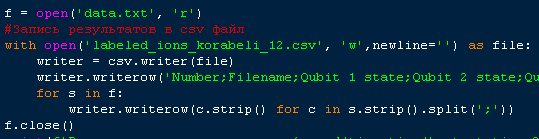 f = open('data.txt', 'r')
#Запись результатов в csv файл
with open('labeled_ions_korabeli_12.csv', 'w',newline='') as file:
    writer = csv.writer(file)
    writer.writerow('Number;Filename;Qubit 1 state;Qubit 2 state;Qu
    for s in f:
        writer.writerow(c.strip() for c in s.strip().split(';'))
f.close()